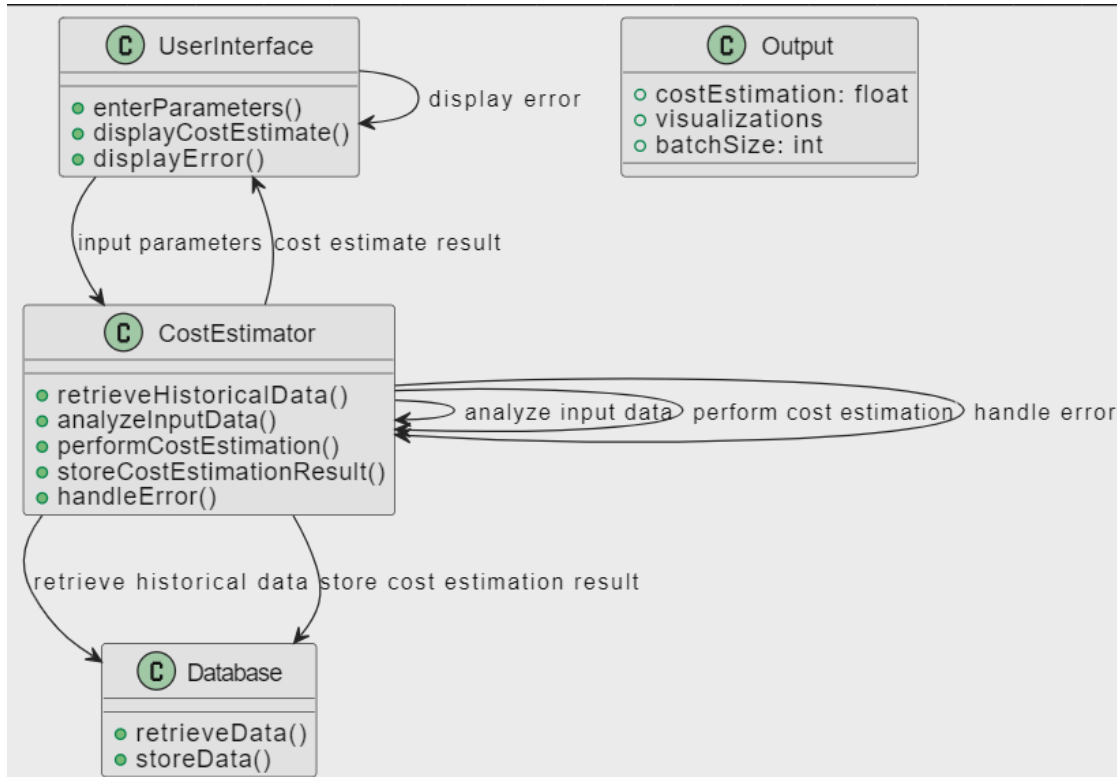 C UserInterface
enterParameters()
displayCostEstimate()
displayError()
display error
C Output
costEstimation: float
visualizations
batchSize: int
input parameters
cost estimate result
C CostEstimator
retrieveHistoricalData()
analyzeInputData()
performCostEstimation()
storeCostEstimationResult()
handleError()
analyze input data
perform cost estimation
handle error
retrieve historical data
store cost estimation result
C Database
retrieveData()
storeData()